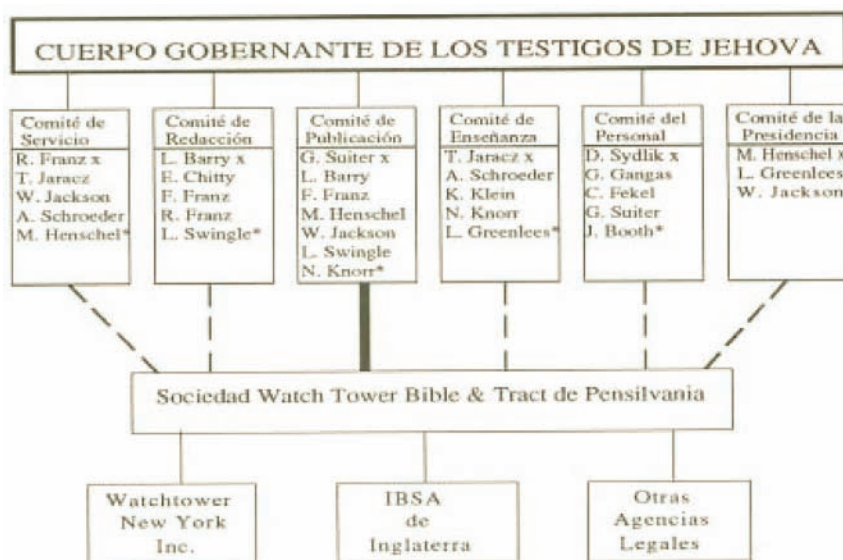 CUERPO GOBERNANTE DE LOS TESTIGOS DE JEHOVA
Comité de
Servicio
R. Franz x
T. Jaracz
W. Jackson
A. Schroeder
M. Henschel*
Comité de
Redacción
L. Barry x
E. Chitty
F. Franz
R. Franz
L. Swingle*
Comité de
Publicación
G. Suiter x
L. Barry
F. Franz
M. Henschel
W. Jackson
L. Swingle
N. Knorr*
Comité de
Enseñanza
T. Jaracz x
A. Schroeder
K. Klein
N. Knorr
L. Greenlees*
Comité del
Personal
D. Sydlik x
G. Gangas
C. Fekel
G. Suiter
J. Booth*
Comité de la
Presidencia
M. Henschel x
L. Greenlees
W. Jackson
Sociedad Watch Tower Bible & Tract de Pensilvania
Watchtower
New York
Inc.
IBSA
de
Inglaterra
Otras
Agencias
Legales